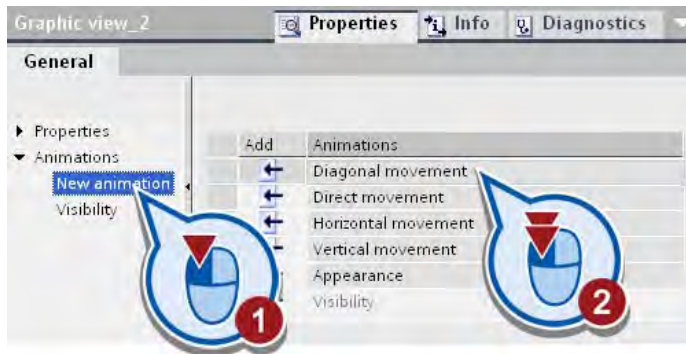 Graphic view_2 Properties Info Diagnostics
General
Properties
Animations
New animation
Visibility
Add Animations
Diagonal movement
Direct movement
Horizontal movement
Vertical movement
Appearance
Visibility
1
2